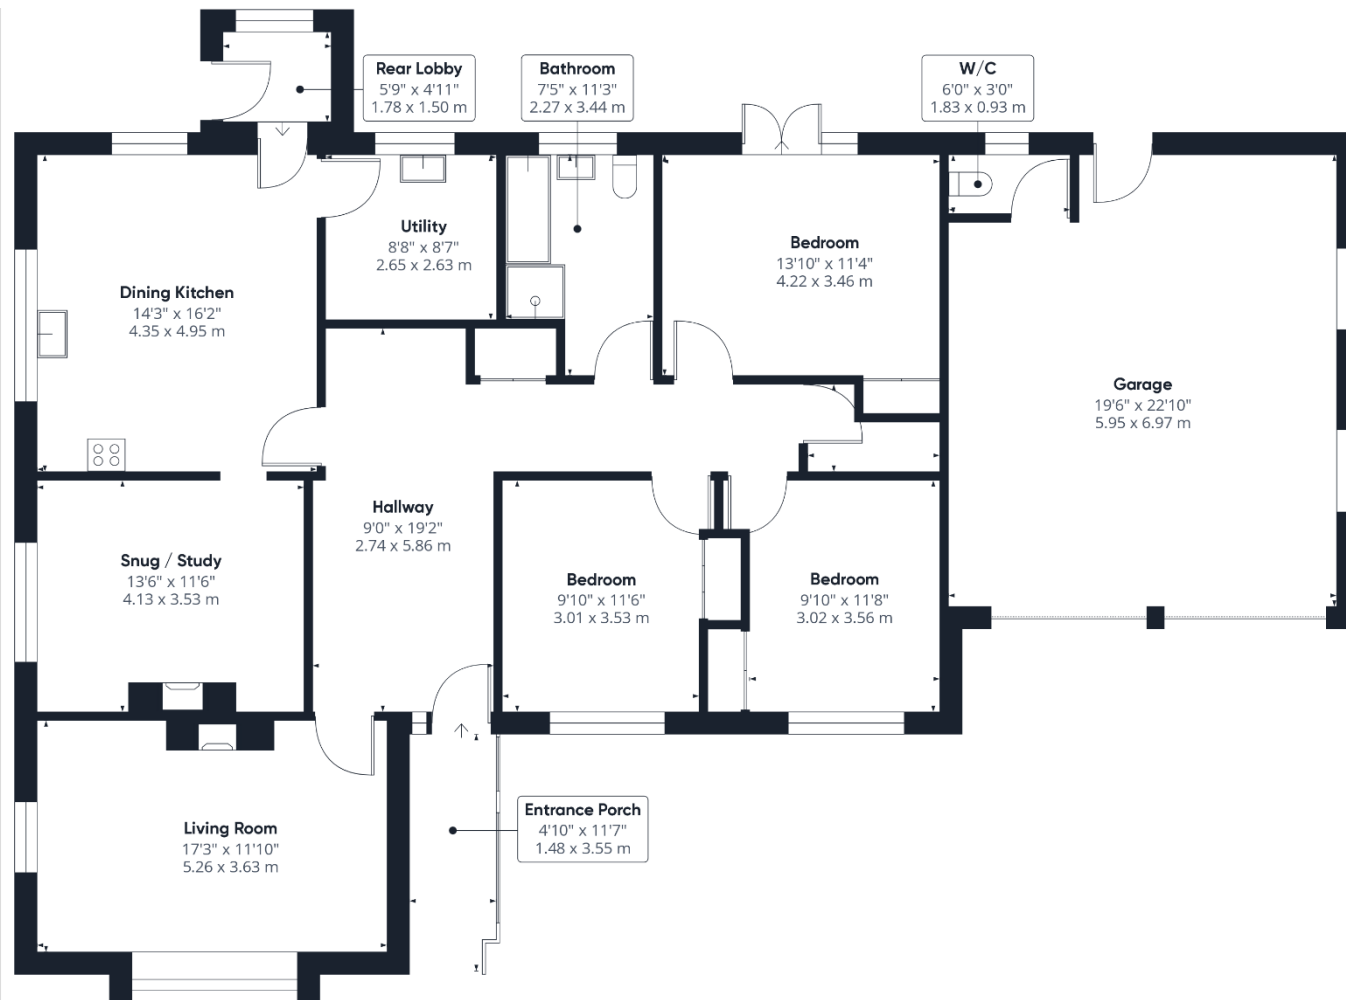 Rear Lobby
5'9" x 4'11"
1.78 x 1.50 m
Bathroom
7'5" x 11'3"
2.27 x 3.44 m
W/C
6'0" x 3'0"
1.83 x 0.93 m
Utility
8'8" x 8'7"
2.65 x 2.63 m
Bedroom
13'10" x 11'4"
4.22 x 3.46 m
Dining Kitchen
14'3" x 16'2"
4.35 x 4.95 m
Garage
19'6" x 22'10"
5.95 x 6.97 m
Hallway
9'0" x 19'2"
2.74 x 5.86 m
Snug / Study
13'6" x 11'6"
4.13 x 3.53 m
Bedroom
9'10" x 11'6"
3.01 x 3.53 m
Bedroom
9'10" x 11'8"
3.02 x 3.56 m
Living Room
17'3" x 11'10"
5.26 x 3.63 m
Entrance Porch
4'10" x 11'7"
1.48 x 3.55 m